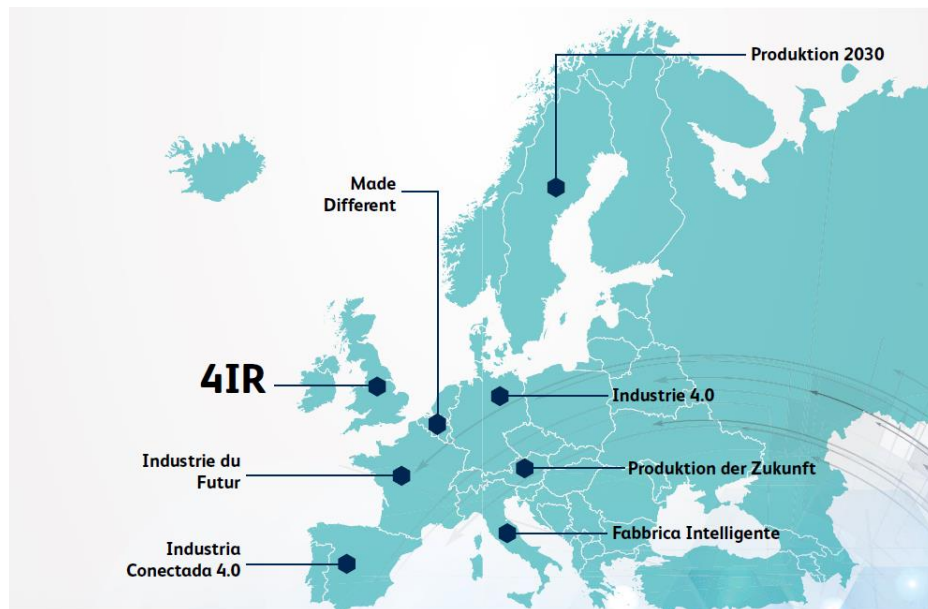 Produktion 2030
Made
Different
4IR
Industrie 4.0
Industrie du
Futur
Produktion der Zukunft
Fabbrica Intelligente
Industria
Conectada 4.0